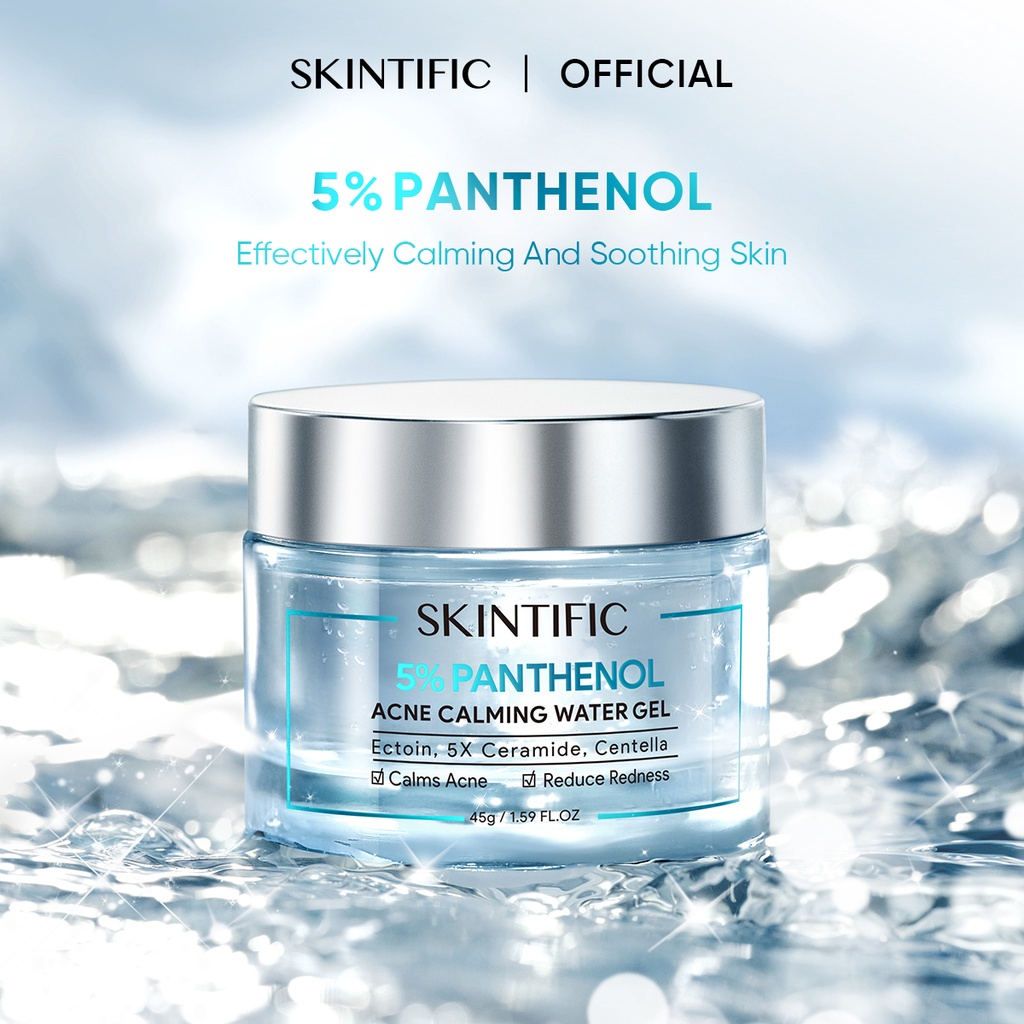 SKINTIFIC | OFFICIAL
5% PANTHENOL
Effectively Calming And Soothing Skin
SKINTIFIC
5% PANTHENOL
ACNE CALMING WATER GEL
Ectoin, 5X Ceramide, Centella
☑ Calms Acne ☑ Reduce Redness
45g / 1.59 FL.OZ